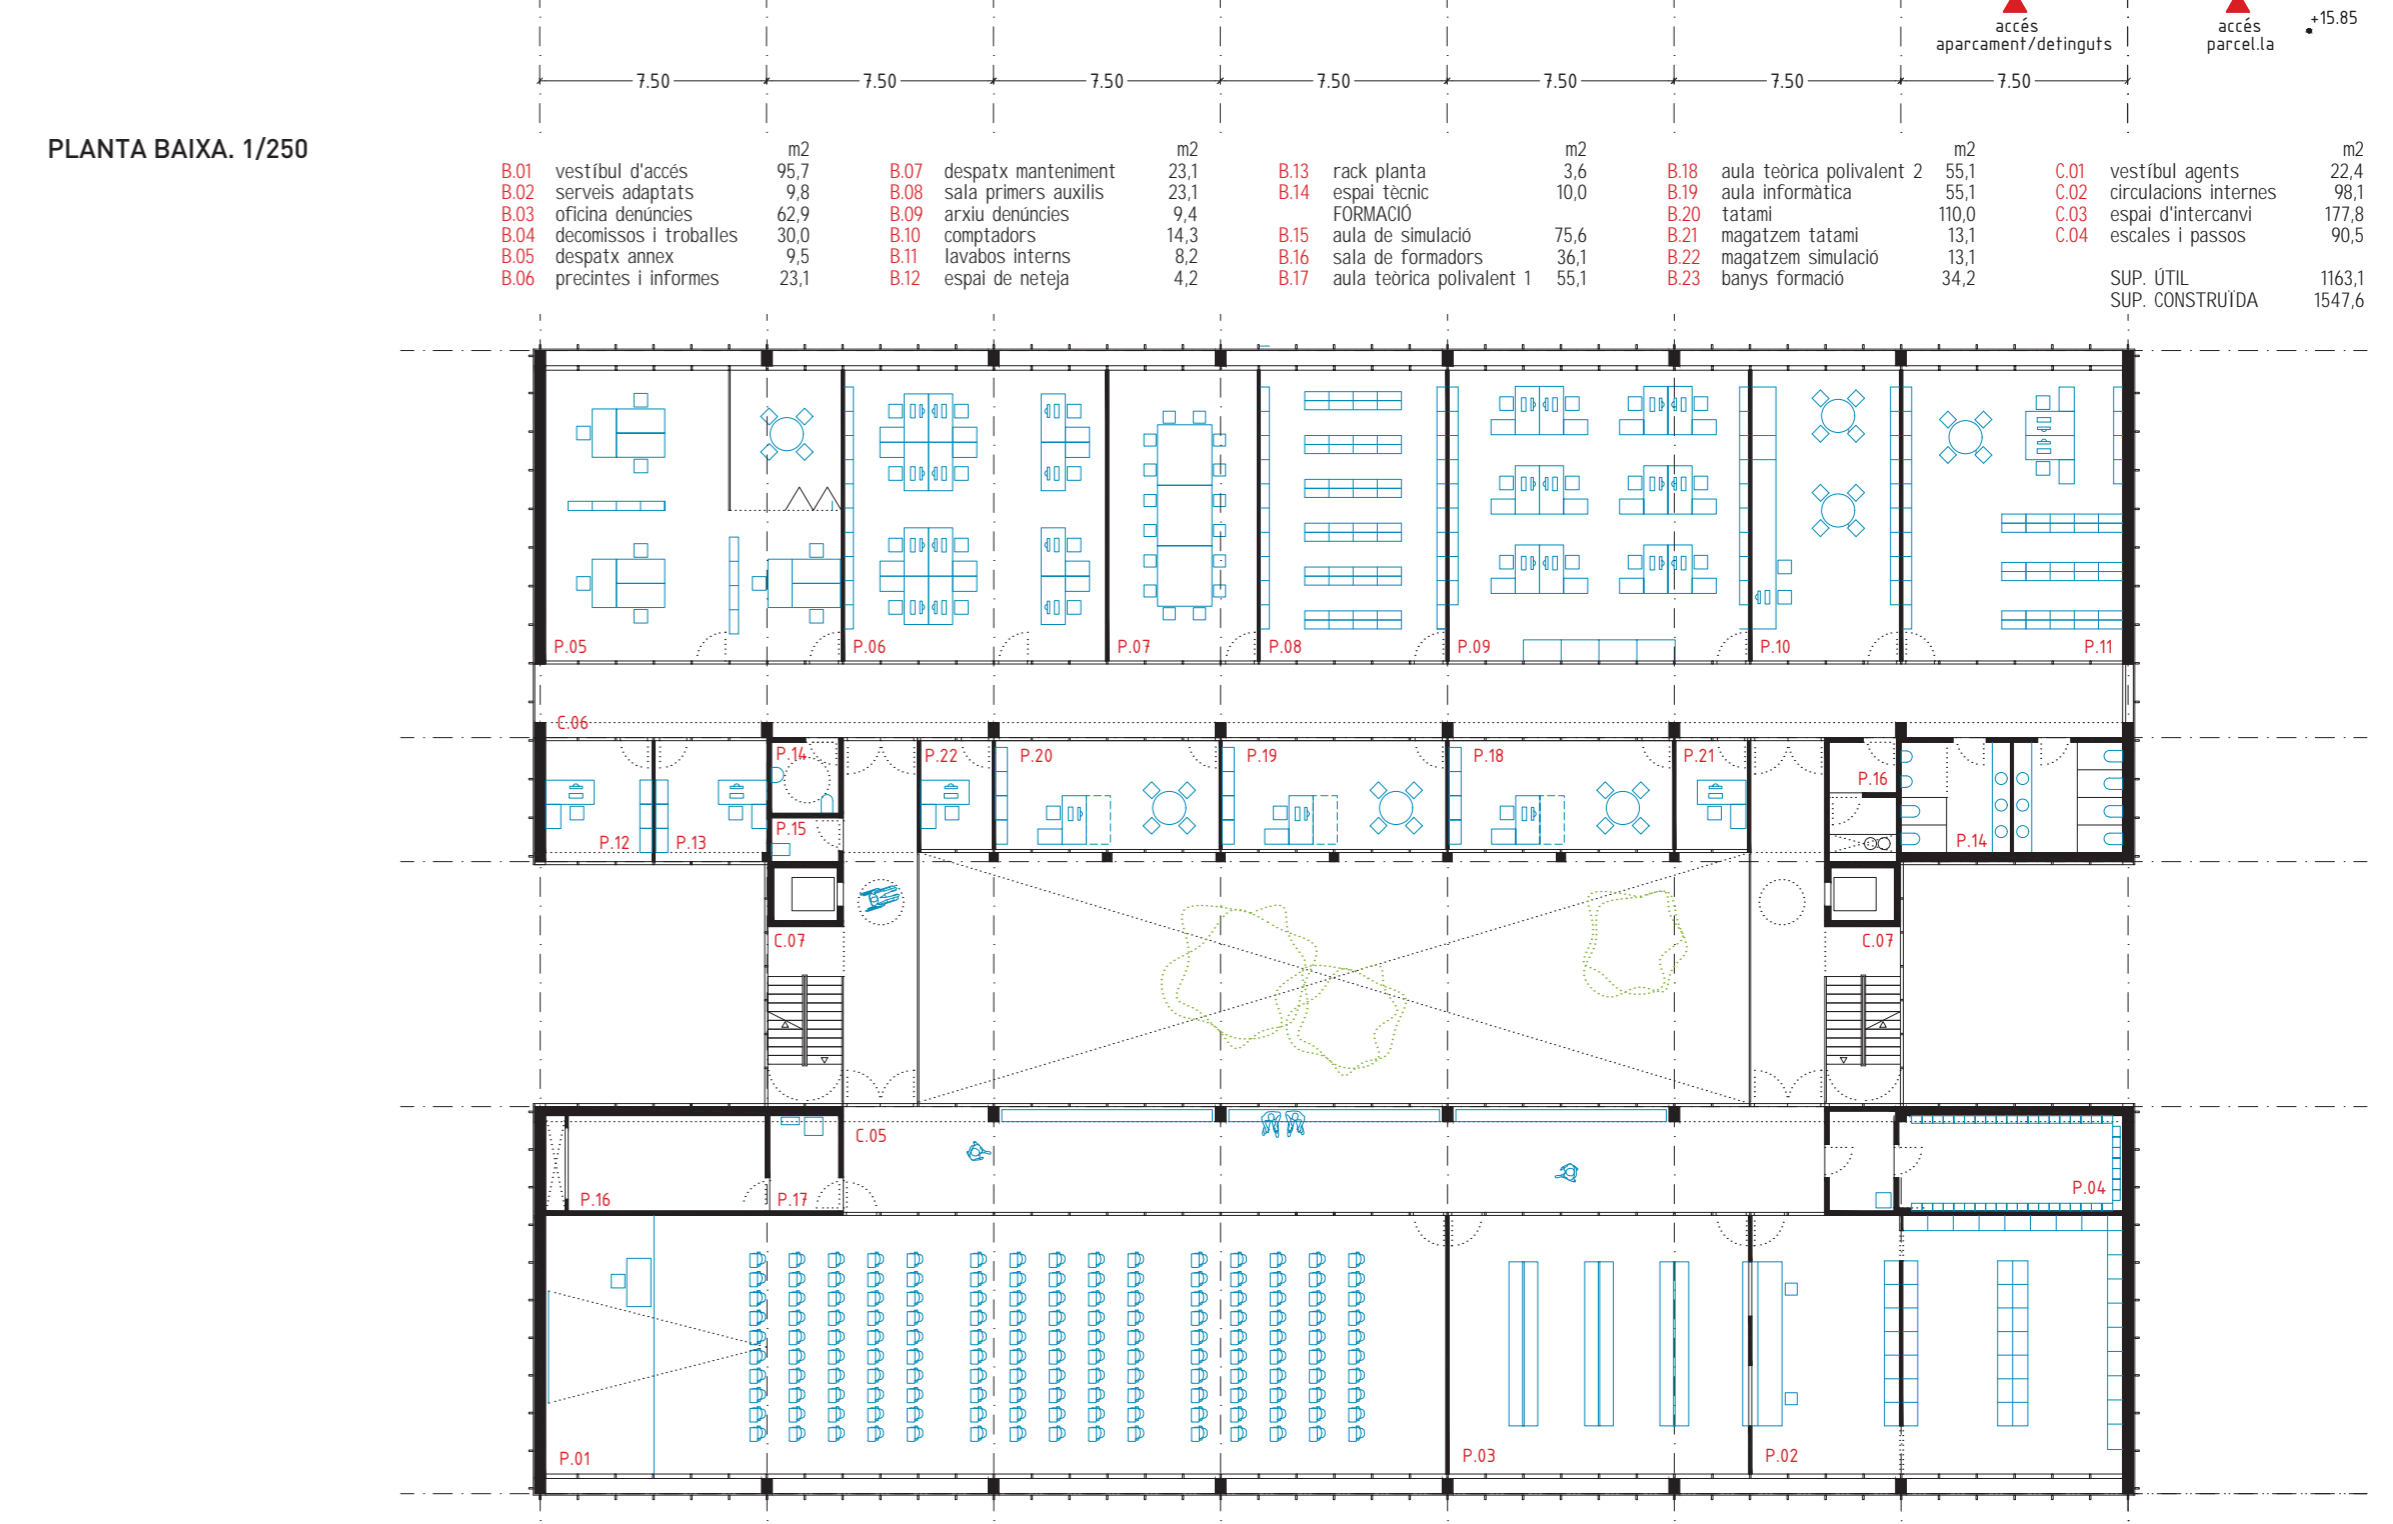 accés
aparcament/detinguts
accés
parcel.la
+15.85
7.50 7.50 7.50 7.50 7.50 7.50 7.50
PLANTA BAIXA. 1/250
m2
B.01 vestíbul d'accés 95,7
B.02 serveis adaptats 9,8
B.03 oficina denúncies 62,9
B.04 decomissos i troballes 30,0
B.05 despatx annex 9,5
B.06 precintes i informes 23,1
m2
B.07 despatx manteniment 23,1
B.08 sala primers auxilis 23,1
B.09 arxiu denúncies 9,4
B.10 comptadors 14,3
B.11 lavabos interns 8,2
B.12 espai de neteja 4,2
m2
B.13 rack planta 3,6
B.14 espai tècnic 10,0
FORMACIÓ
B.15 aula de simulació 75,6
B.16 sala de formadors 36,1
B.17 aula teòrica polivalent 1 55,1
m2
B.18 aula teòrica polivalent 2 55,1
B.19 aula informàtica 55,1
B.20 tatami 110,0
B.21 magatzem tatami 13,1
B.22 magatzem simulació 13,1
B.23 banys formació 34,2
m2
C.01 vestíbul agents 22,4
C.02 circulacions internes 98,1
C.03 espai d'intercanvi 177,8
C.04 escales i passos 90,5
SUP. ÚTIL 1163,1
SUP. CONSTRUÏDA 1547,6
P.05 P.06 P.07 P.08 P.09 P.10 P.11
C.06
P.14 P.22 P.20 P.19 P.18 P.21
P.16
P.15
P.12 P.13 P.14
C.07 C.07
C.05
P.16 P.17 P.04
P.01 P.03 P.02